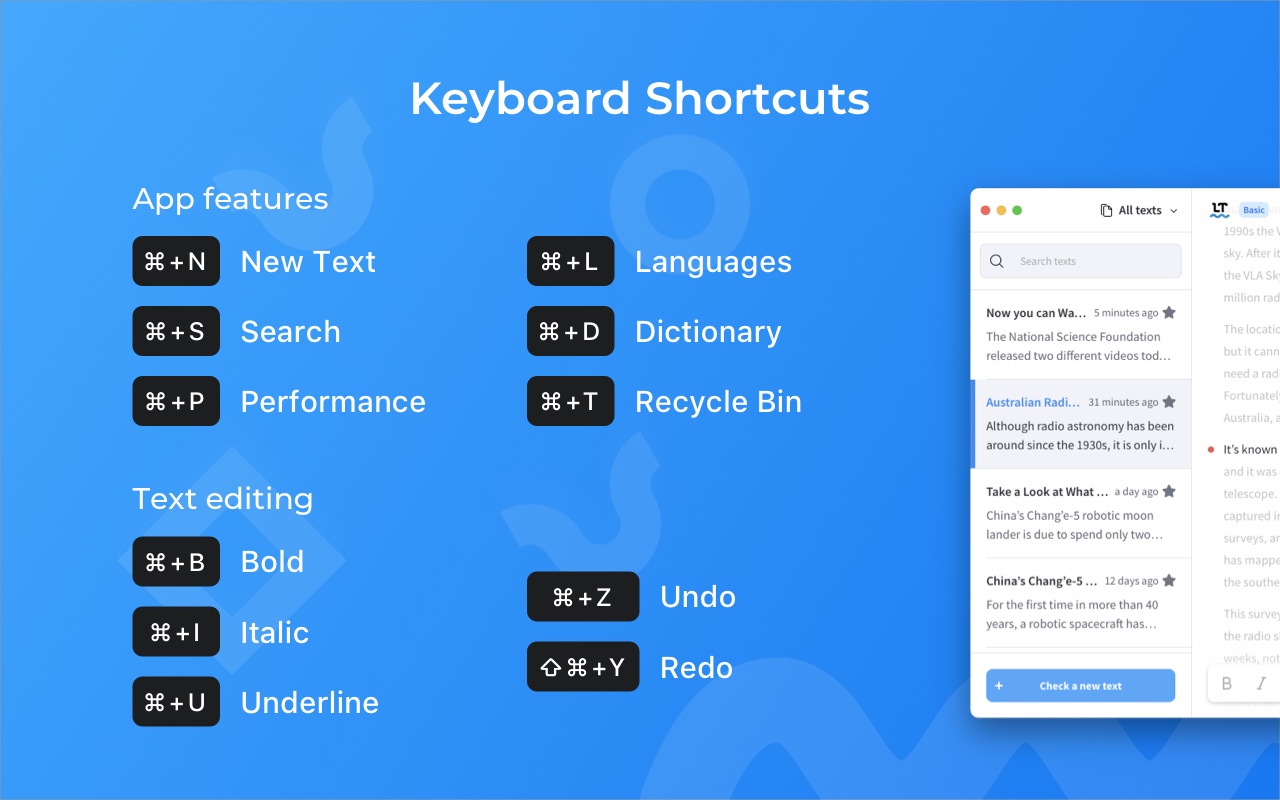 Keyboard Shortcuts
App features
⌘+N New Text
⌘+S Search
⌘+P Performance
⌘+L Languages
⌘+D Dictionary
⌘+T Recycle Bin
Text editing
⌘+B Bold
⌘+I Italic
⌘+U Underline
⌘+Z Undo
⇧⌘+Y Redo
All texts
Search texts
Now you can Wa... 5 minutes ago
The National Science Foundation
released two different videos tod...
Australian Radi... 31 minutes ago
Although radio astronomy has been
around since the 1930s, it is only i...
Take a Look at What ... a day ago
China’s Chang’e-5 robotic moon
lander is due to spend only two...
China’s Chang’e-5 ... 12 days ago
For the first time in more than 40
years, a robotic spacecraft has...
+ Check a new text
LT Basic
1990s the V
sky. After it
the VLA Sk
million rad
The locatio
but it cann
need a rad
Fortunately
Australia, a
It’s known
and it was
telescope.
captured in
surveys, an
has mappe
the southe
This survey
the radio s
weeks, not
B I